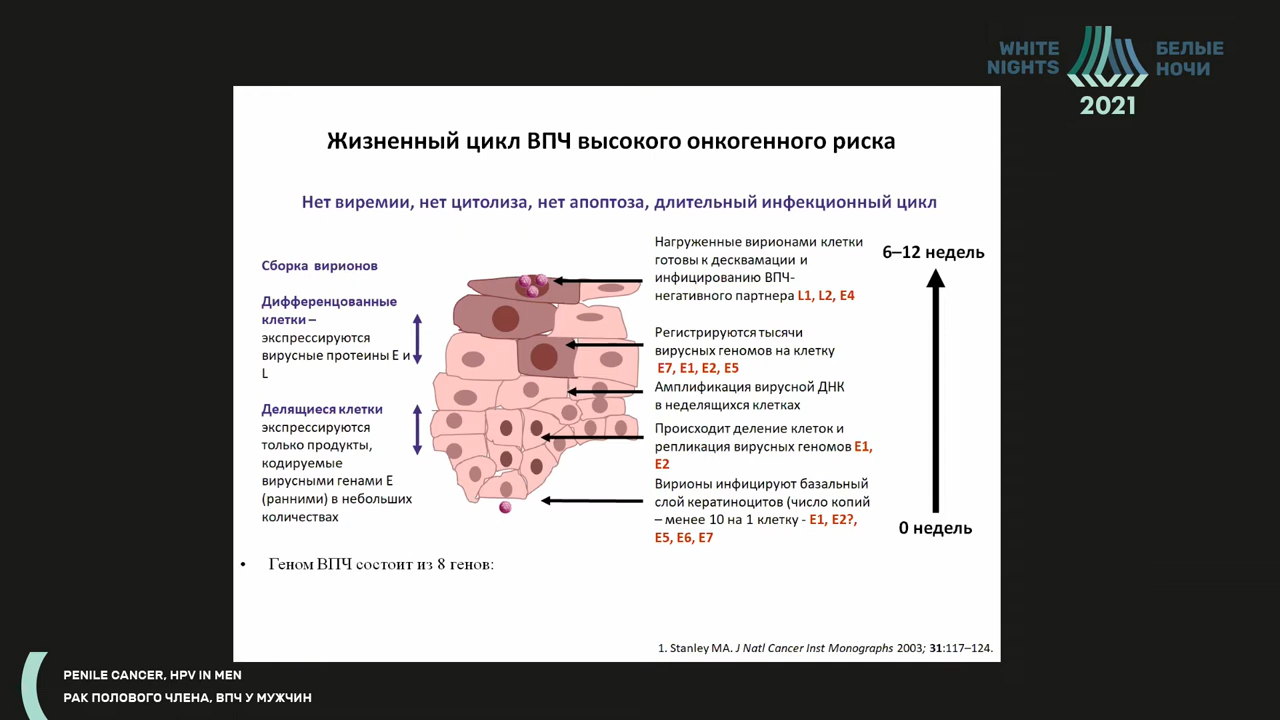 WHITE
NIGHTS
БЕЛЫЕ
НОЧИ
2021
Жизненный цикл ВПЧ высокого онкогенного риска
Нет виремии, нет цитолиза, нет апоптоза, длительный инфекционный цикл
Сборка вирионов
Дифференцованные
клетки –
экспрессируются
вирусные протеины E и
L
Делящиеся клетки
экспрессируются
только продукты,
кодируемые
вирусными генами E
(ранними) в небольших
количествах
Нагруженные вирионами клетки
готовы к десквамации и
инфицированию ВПЧ-
негативного партнера L1, L2, E4
Регистрируются тысячи
вирусных геномов на клетку
E7, E1, E2, E5
Амплификация вирусной ДНК
в неделящихся клетках
Происходит деление клеток и
репликация вирусных геномов E1,
E2
Вирионы инфицируют базальный
слой кератиноцитов (число копий
– менее 10 на 1 клетку - E1, E2?,
E5, E6, E7
6–12 недель
0 недель
• Геном ВПЧ состоит из 8 генов:
1. Stanley MA. J Natl Cancer Inst Monographs 2003; 31:117–124.
PENILE CANCER, HPV IN MEN
РАК ПОЛОВОГО ЧЛЕНА, ВПЧ У МУЖЧИН